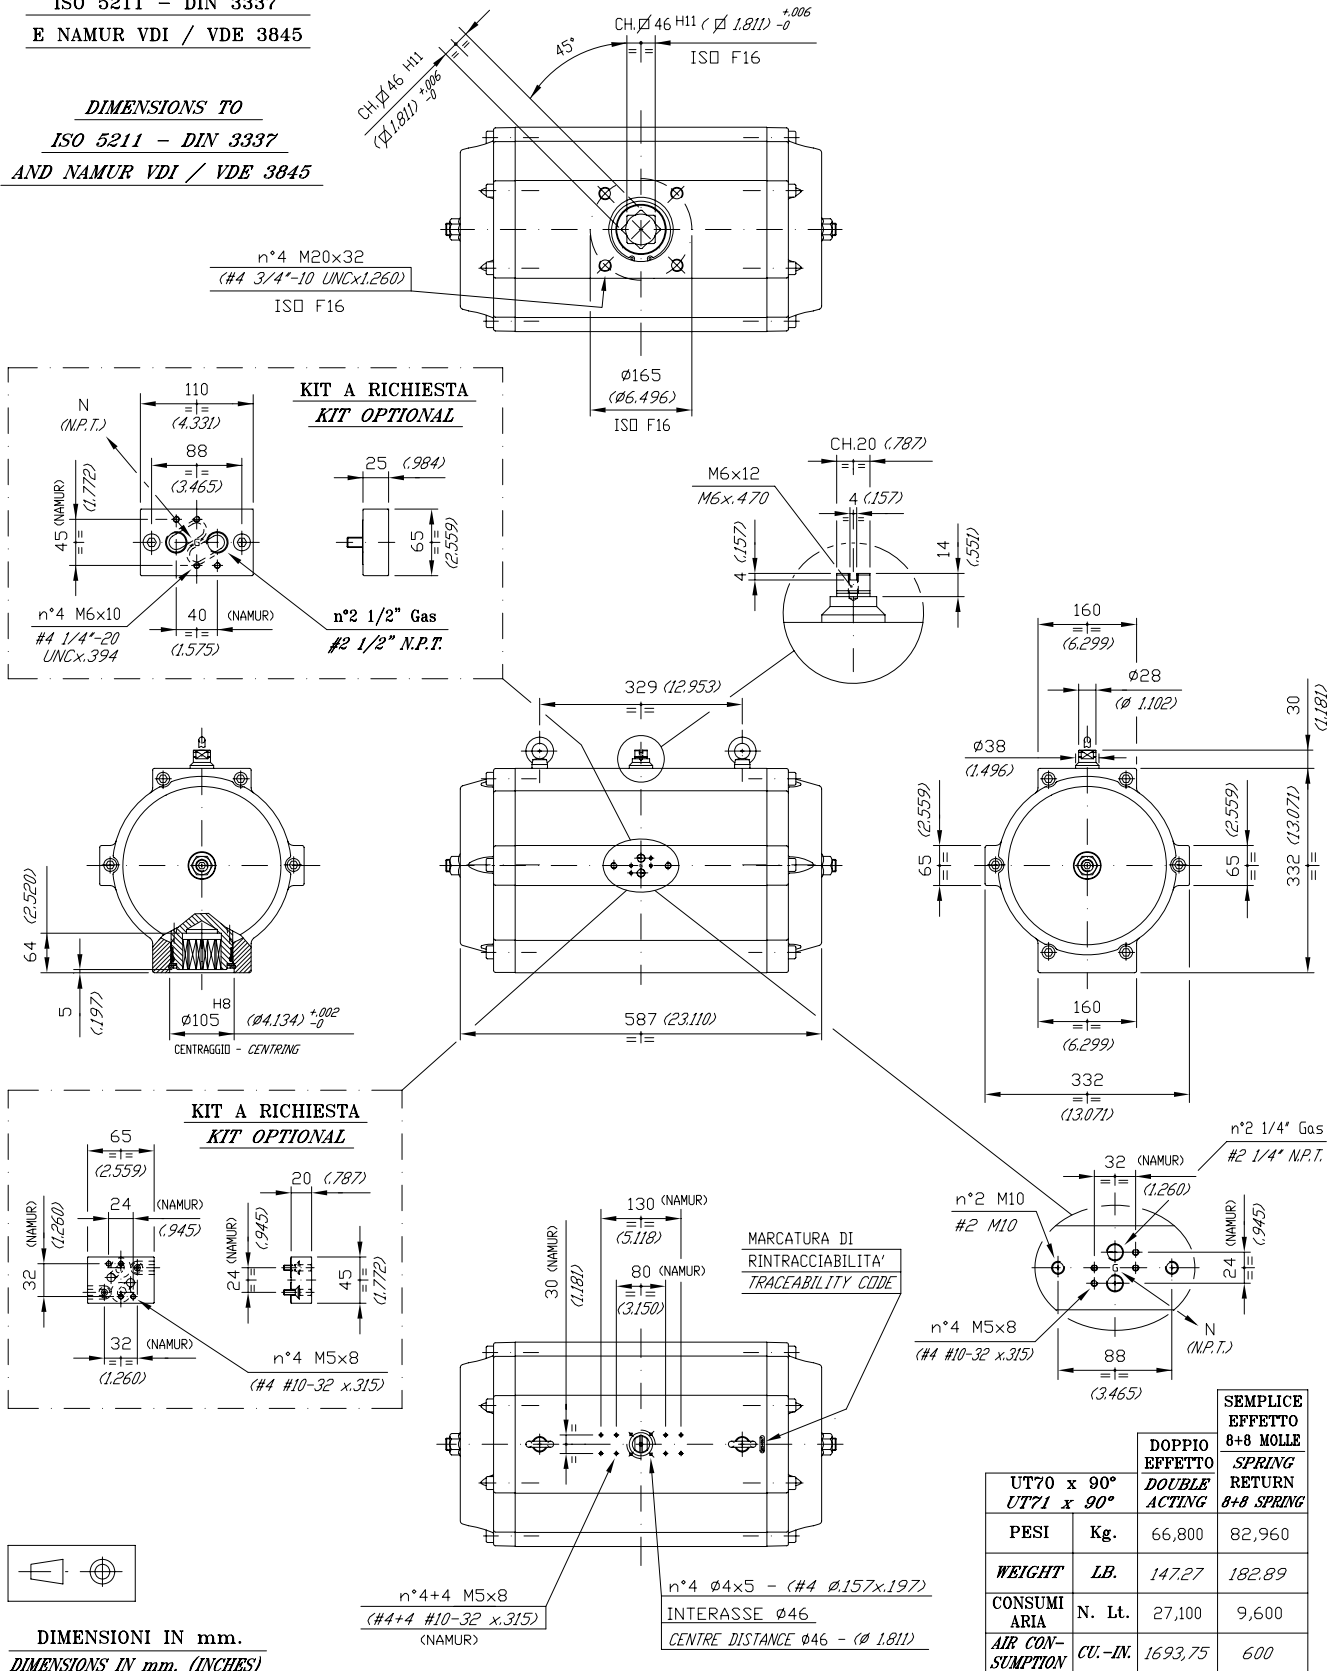 ISO 5211 - DIN 3337
E NAMUR VDI / VDE 3845
DIMENSIONS TO
ISO 5211 - DIN 3337
AND NAMUR VDI / VDE 3845
CH.⌀46 H11
(⌀1.811) +.006 -0
45°
CH.⌀46 H11 (⌀1.811) +.006 -0
ISO F16
n°4 M20x32
(#4 3/4"-10 UNCx1.260)
ISO F16
ø165
(ø6.496)
ISO F16
KIT A RICHIESTA
KIT OPTIONAL
110
(4.331)
N
(N.P.T.)
88
(3.465)
45 (NAMUR)
(1.772)
G
n°4 M6x10
#4 1/4"-20
UNCx.394
40 (NAMUR)
(1.575)
n°2 1/2" Gas
#2 1/2" N.P.T.
25 (.984)
65
(2.559)
CH.20 (.787)
M6x12
M6x.470
4 (.157)
4 (.157)
14
(.551)
329 (12.953)
160
(6.299)
ø28
(ø 1.102)
30
(1.181)
ø38
(1.496)
65
(2.559)
65
(2.559)
332 (13.071)
160
(6.299)
332
(13.071)
64 (2.520)
5
(.197)
H8
ø105 (ø4.134) +.002 -0
CENTRAGGIO - CENTRING
587 (23.110)
KIT A RICHIESTA
KIT OPTIONAL
65
(2.559)
24 (NAMUR)
(.945)
32 (NAMUR)
(1.260)
32 (NAMUR)
(1.260)
20 (.787)
24 (NAMUR)
(.945)
45
(1.772)
n°4 M5x8
(#4 #10-32 x.315)
130 (NAMUR)
(5.118)
80 (NAMUR)
(3.150)
30 (NAMUR)
(1.181)
MARCATURA DI
RINTRACCIABILITA'
TRACEABILITY CODE
n°2 1/4" Gas
#2 1/4" N.P.T.
32 (NAMUR)
(1.260)
n°2 M10
#2 M10
24 (NAMUR)
(.945)
G
n°4 M5x8
(#4 #10-32 x.315)
N
(N.P.T.)
88
(3.465)
n°4+4 M5x8
(#4+4 #10-32 x.315)
(NAMUR)
n°4 ø4x5 - (#4 ø.157x.197)
INTERASSE ø46
CENTRE DISTANCE ø46 - (ø 1.811)
DIMENSIONI IN mm.
DIMENSIONS IN mm. (INCHES)
UT70 x 90°
UT71 x 90°
DOPPIO
EFFETTO
DOUBLE
ACTING
SEMPLICE
EFFETTO
8+8 MOLLE
SPRING
RETURN
8+8 SPRING
PESI Kg. 66,800 82,960
WEIGHT LB. 147.27 182.89
CONSUMI
ARIA N. Lt. 27,100 9,600
AIR CON-
SUMPTION CU.-IN. 1693,75 600